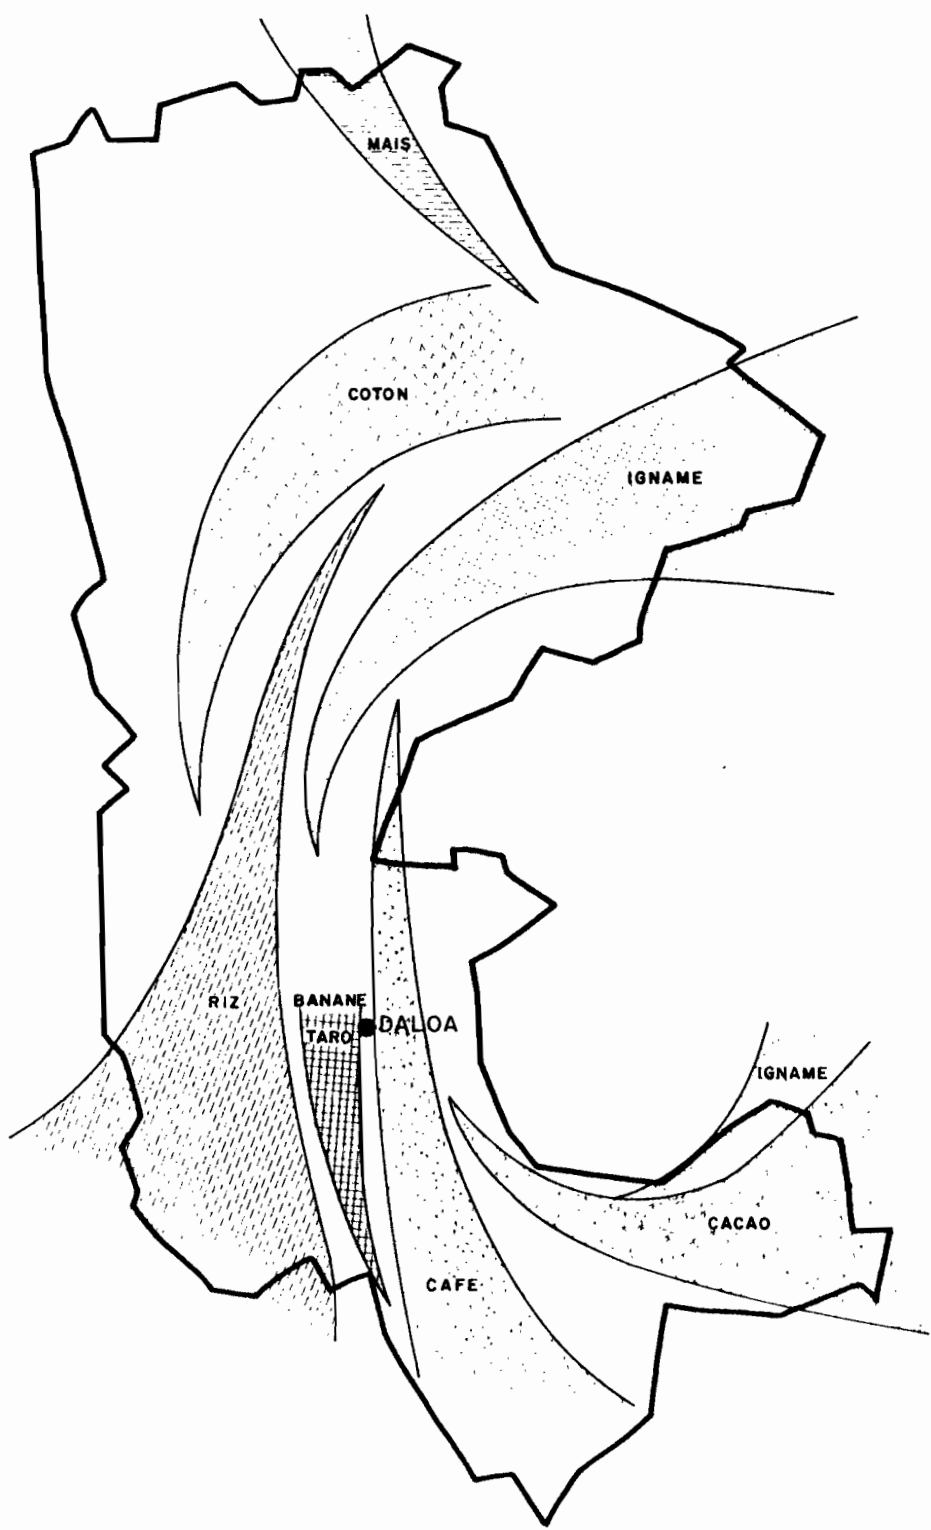 MAIS
COTON
IGNAME
RIZ
BANANE
TARO
DALOA
IGNAME
CACAO
CAFE